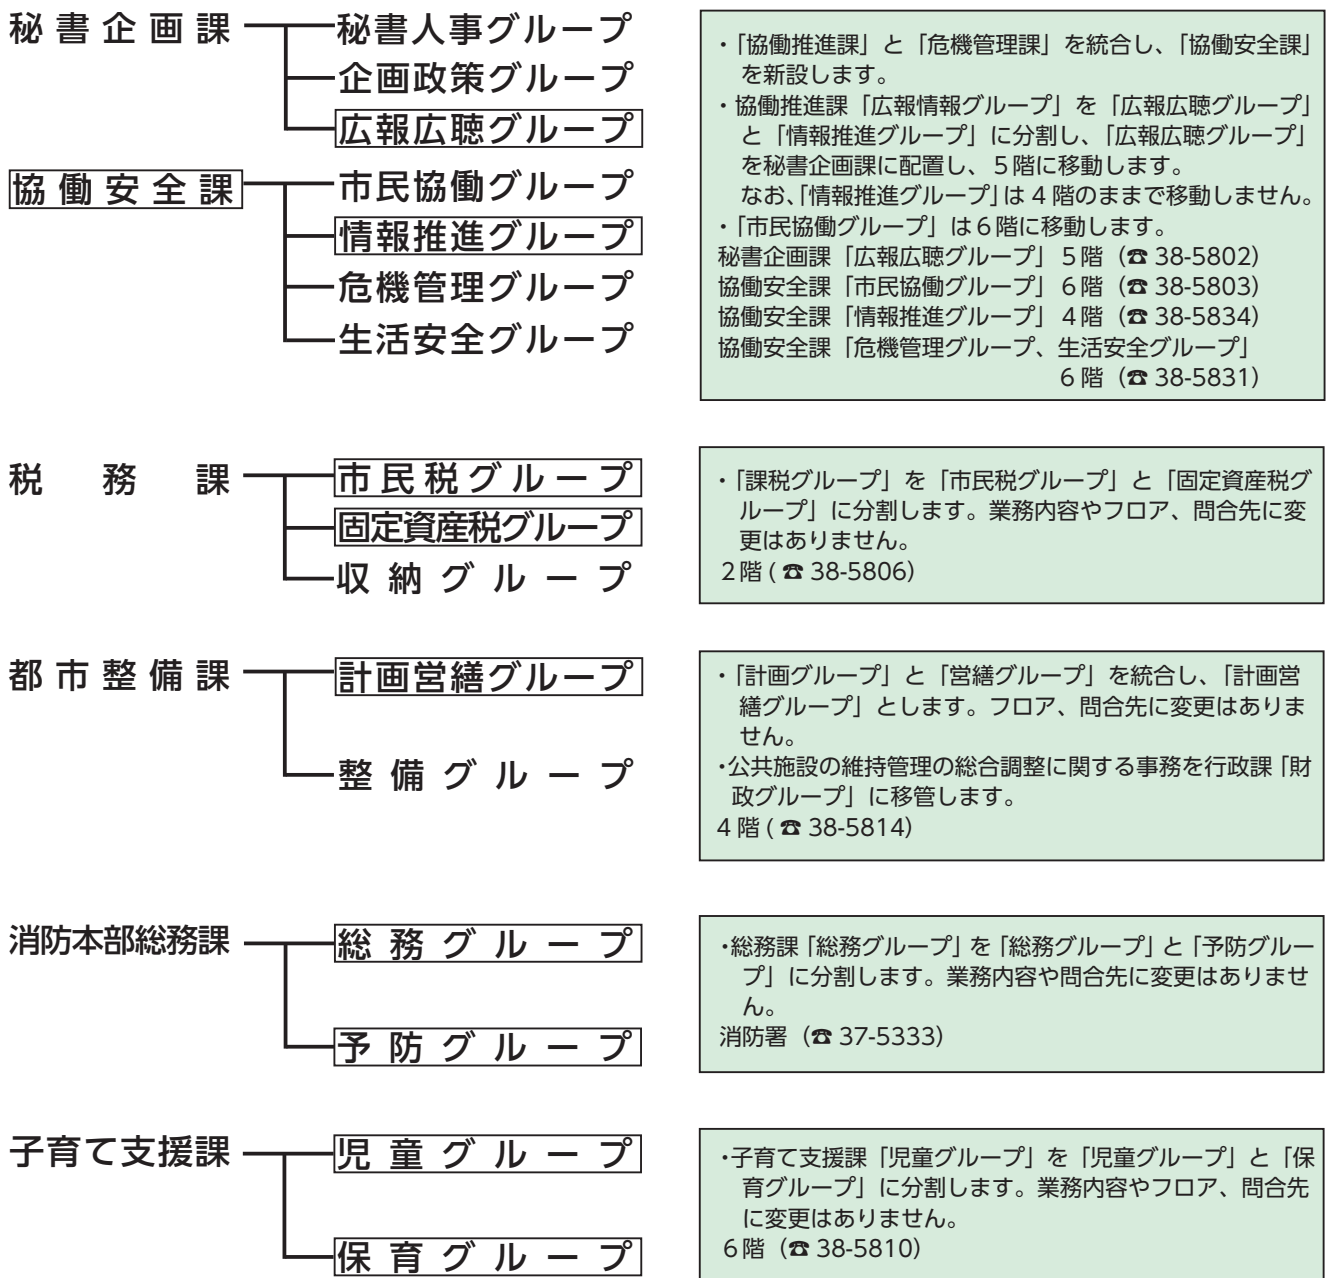 秘書企画課
秘書人事グループ
企画政策グループ
広報広聴グループ
協働安全課
市民協働グループ
情報推進グループ
危機管理グループ
生活安全グループ
・「協働推進課」と「危機管理課」を統合し、「協働安全課」
を新設します。
・協働推進課「広報情報グループ」を「広報広聴グループ」
と「情報推進グループ」に分割し、「広報広聴グループ」
を秘書企画課に配置し、５階に移動します。
なお、「情報推進グループ」は４階のままで移動しません。
・「市民協働グループ」は６階に移動します。
秘書企画課「広報広聴グループ」５階（☎ 38-5802）
協働安全課「市民協働グループ」６階（☎ 38-5803）
協働安全課「情報推進グループ」４階（☎ 38-5834）
協働安全課「危機管理グループ、生活安全グループ」
６階（☎ 38-5831）
税務課
市民税グループ
固定資産税グループ
収納グループ
・「課税グループ」を「市民税グループ」と「固定資産税グ
ループ」に分割します。業務内容やフロア、問合先に変
更はありません。
２階 ( ☎ 38-5806）
都市整備課
計画営繕グループ
整備グループ
・「計画グループ」と「営繕グループ」を統合し、「計画営
繕グループ」とします。フロア、問合先に変更はありま
せん。
・公共施設の維持管理の総合調整に関する事務を行政課「財
政グループ」に移管します。
４階 ( ☎ 38-5814）
消防本部総務課
総務グループ
予防グループ
・総務課「総務グループ」を「総務グループ」と「予防グルー
プ」に分割します。業務内容や問合先に変更はありませ
ん。
消防署（☎ 37-5333）
子育て支援課
児童グループ
保育グループ
・子育て支援課「児童グループ」を「児童グループ」と「保
育グループ」に分割します。業務内容やフロア、問合先
に変更はありません。
６階（☎ 38-5810）